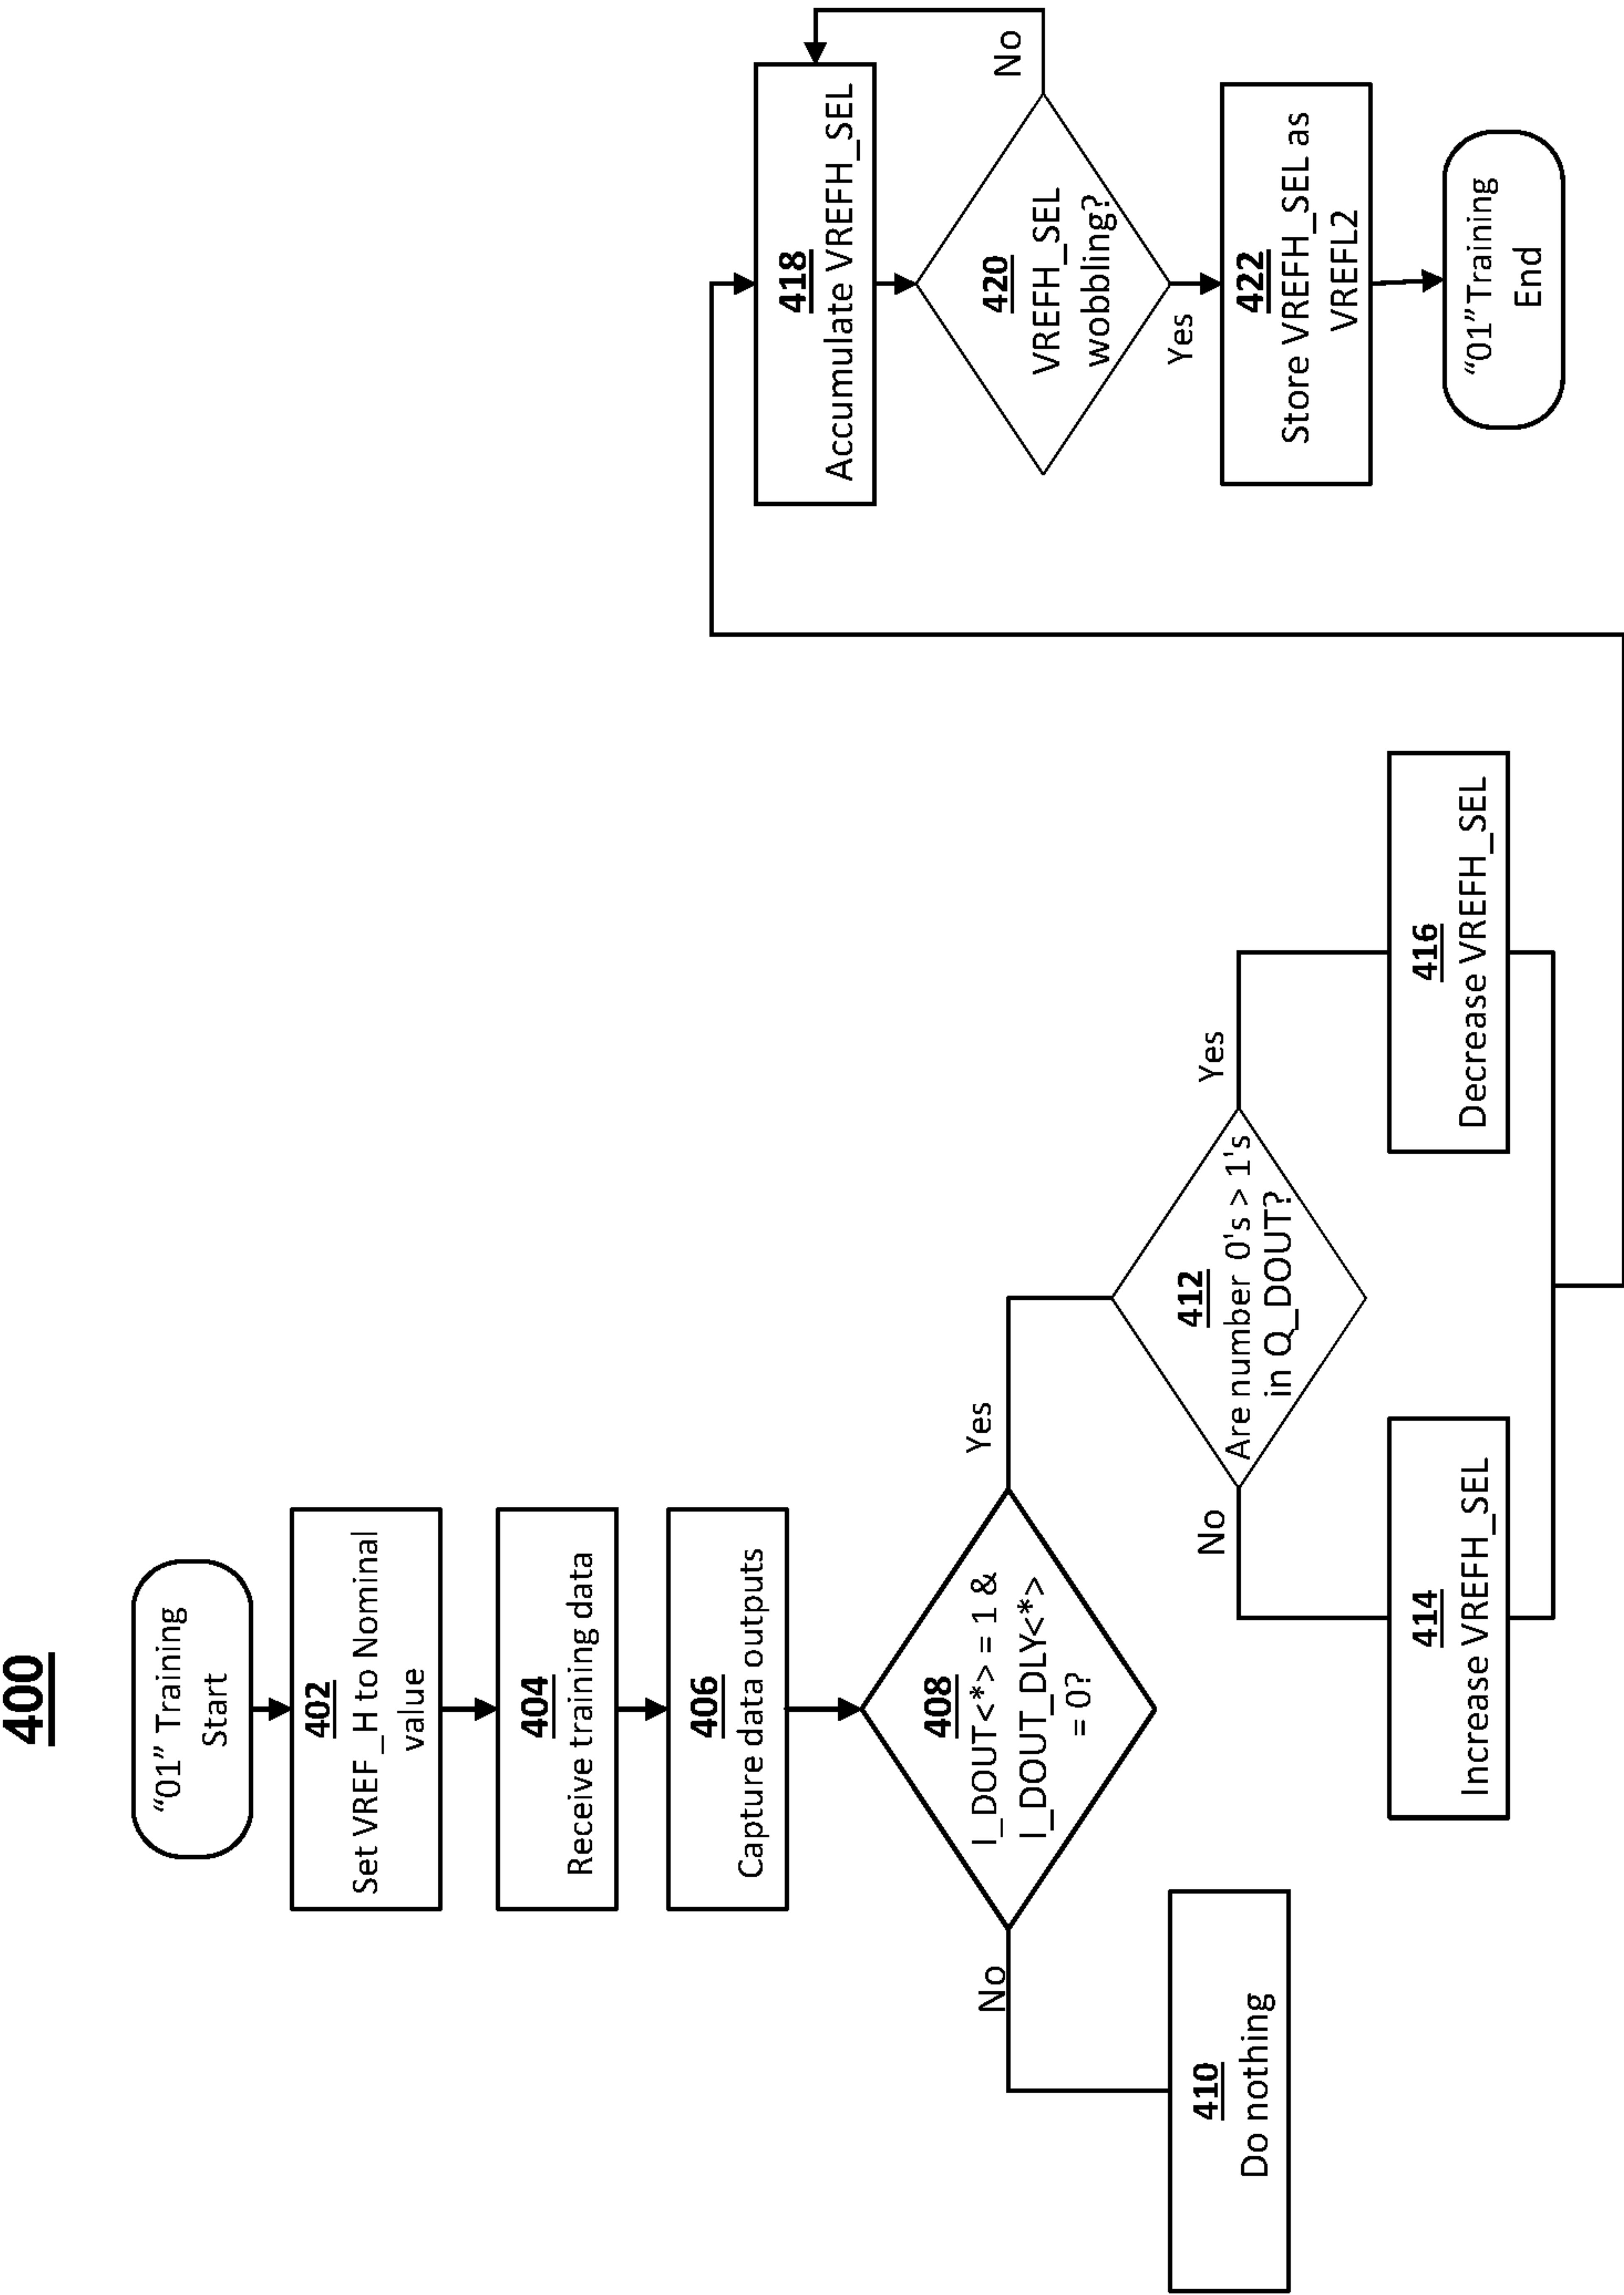 400
“01” Training
Start
402
Set VREF_H to Nominal
value
404
Receive training data
406
Capture data outputs
408
I_DOUT<*> = 1 &
I_DOUT_DLY<*>
= 0?
No
Yes
410
Do nothing
412
Are number 0's > 1's
in Q_DOUT?
No
Yes
414
Increase VREFH_SEL
416
Decrease VREFH_SEL
418
Accumulate VREFH_SEL
420
VREFH_SEL
wobbling?
No
Yes
422
Store VREFH_SEL as
VREFL2
“01”Training
End